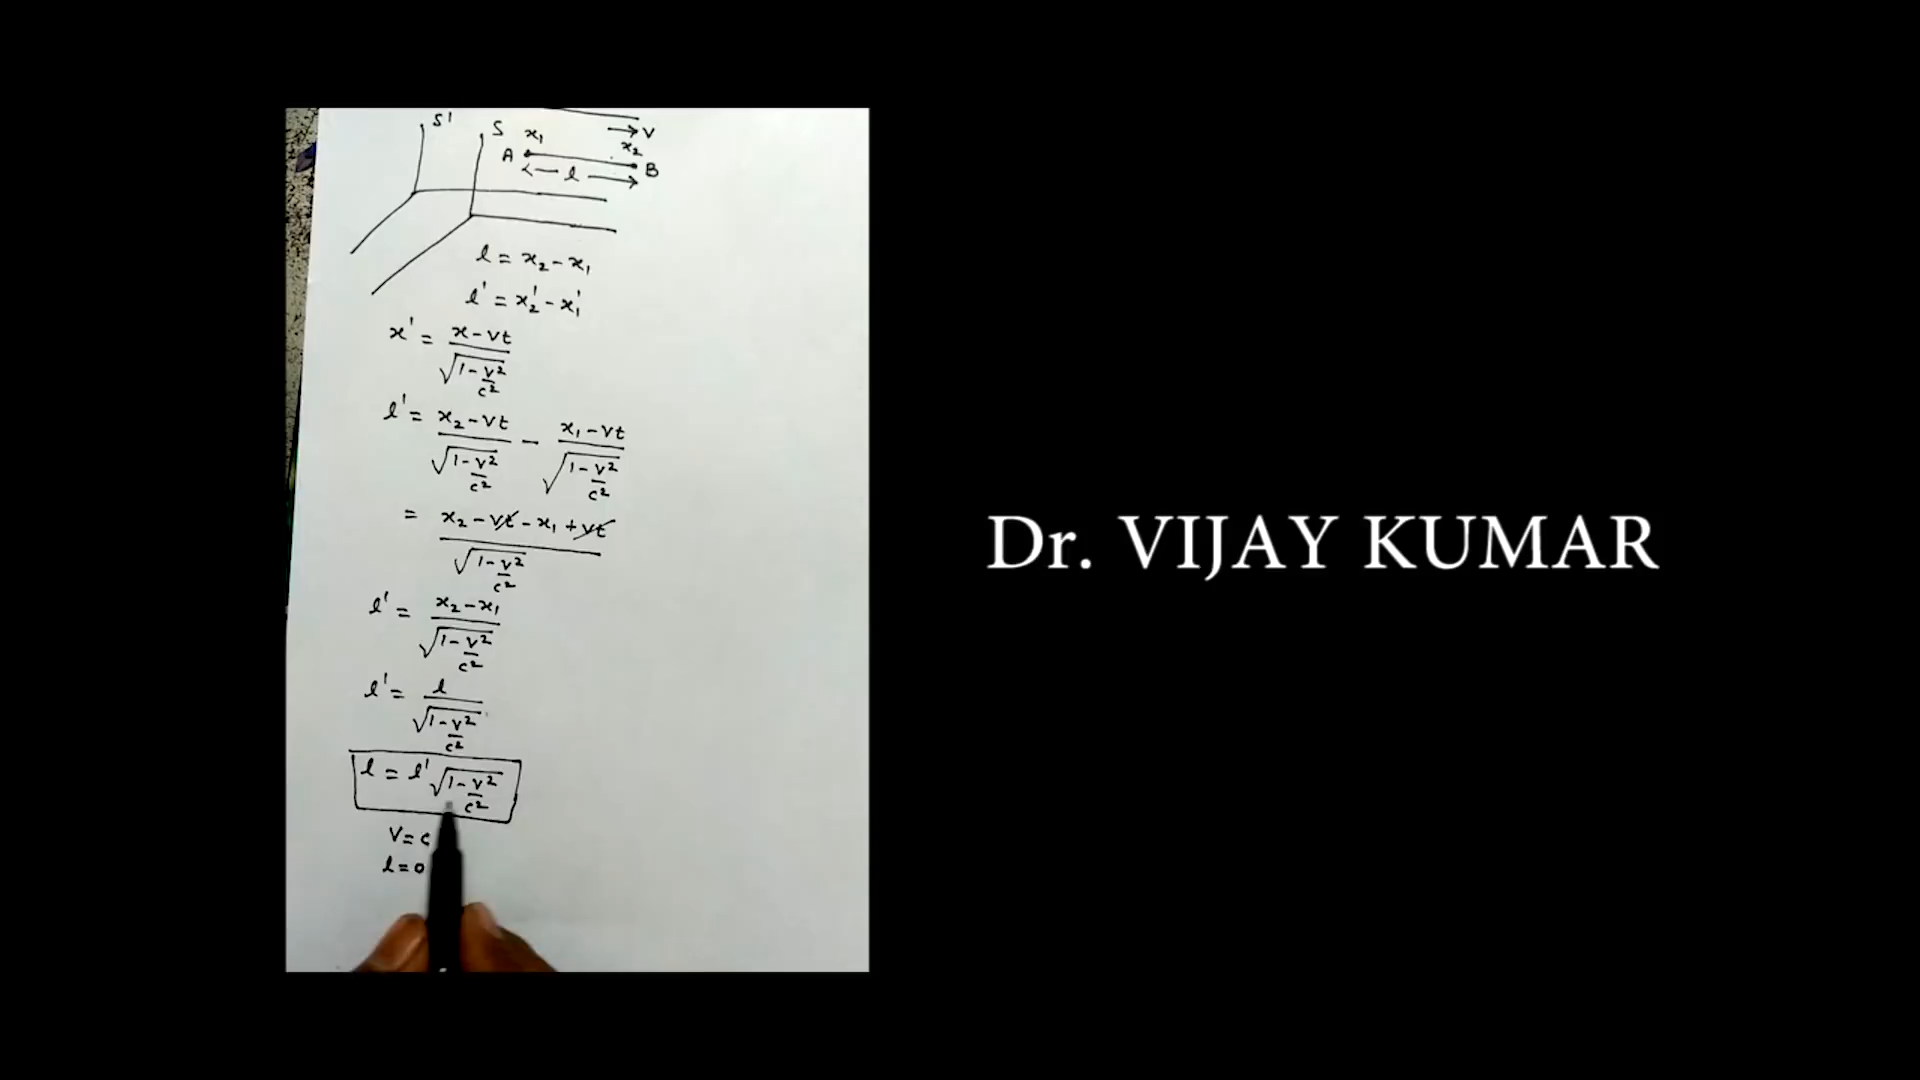 S'
S
x₁
→ V
x₂
A
B
← l →
l = x₂ - x₁
l' = x₂' - x₁'
x' = (x - vt) / √(1 - v²/c²)
l' = (x₂ - vt) / √(1 - v²/c²) - (x₁ - vt) / √(1 - v²/c²)
= (x₂ - vt - x₁ + vt) / √(1 - v²/c²)
l' = (x₂ - x₁) / √(1 - v²/c²)
l' = l / √(1 - v²/c²)
l = l' √(1 - v²/c²)
V = c
l = 0
Dr. VIJAY KUMAR